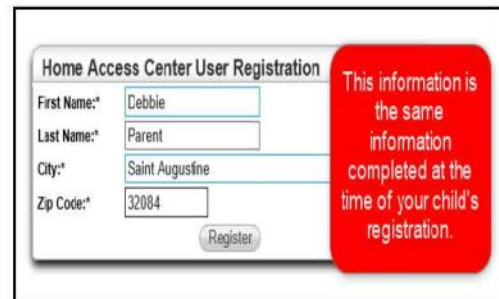 Home Access Center User Registration
First Name:* Debbie
Last Name:* Parent
City:* Saint Augustine
Zip Code:* 32084
Register
This information is
the same
information
completed at the
time of your child's
registration.